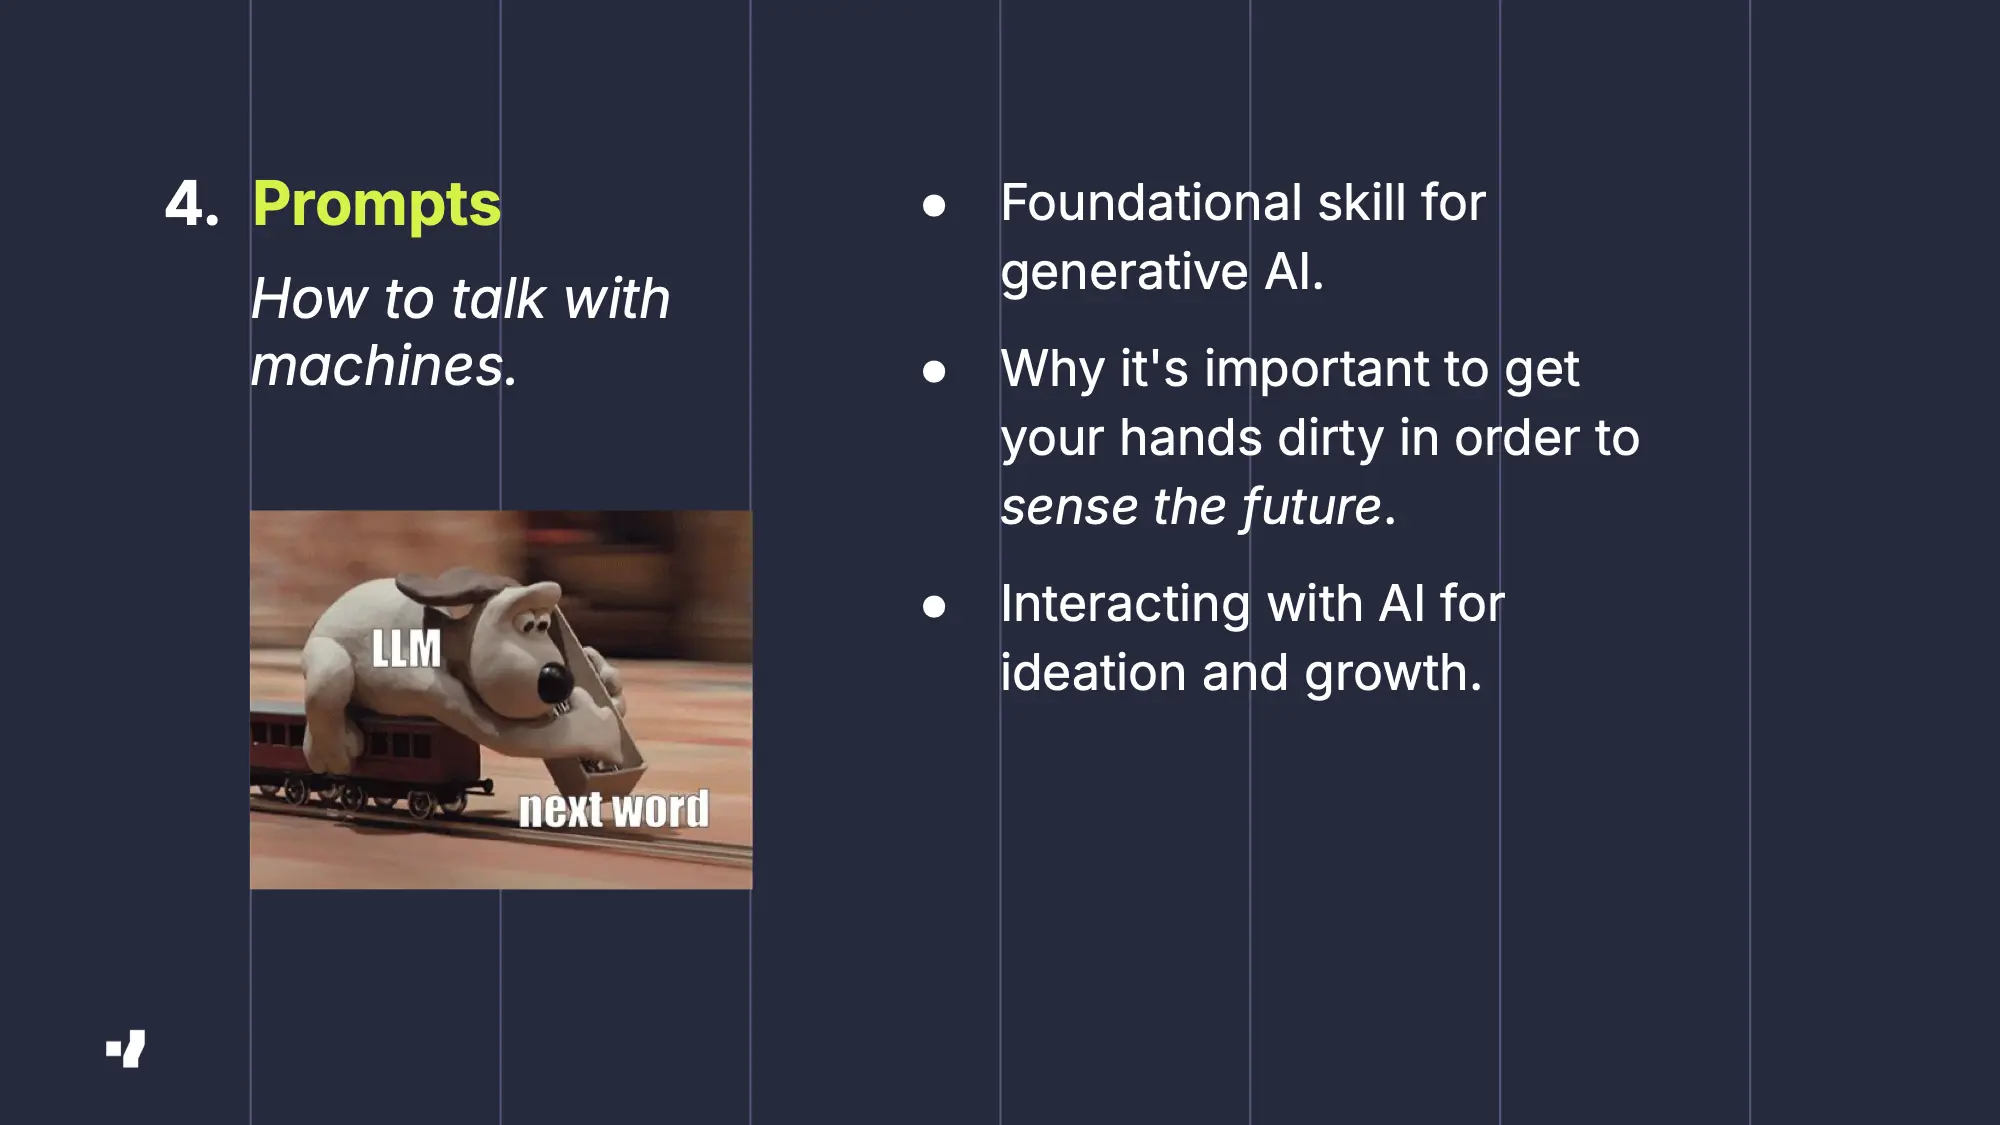 4. Prompts
How to talk with
machines.
LLM
next word
● Foundational skill for
generative AI.
● Why it's important to get
your hands dirty in order to
sense the future.
● Interacting with AI for
ideation and growth.